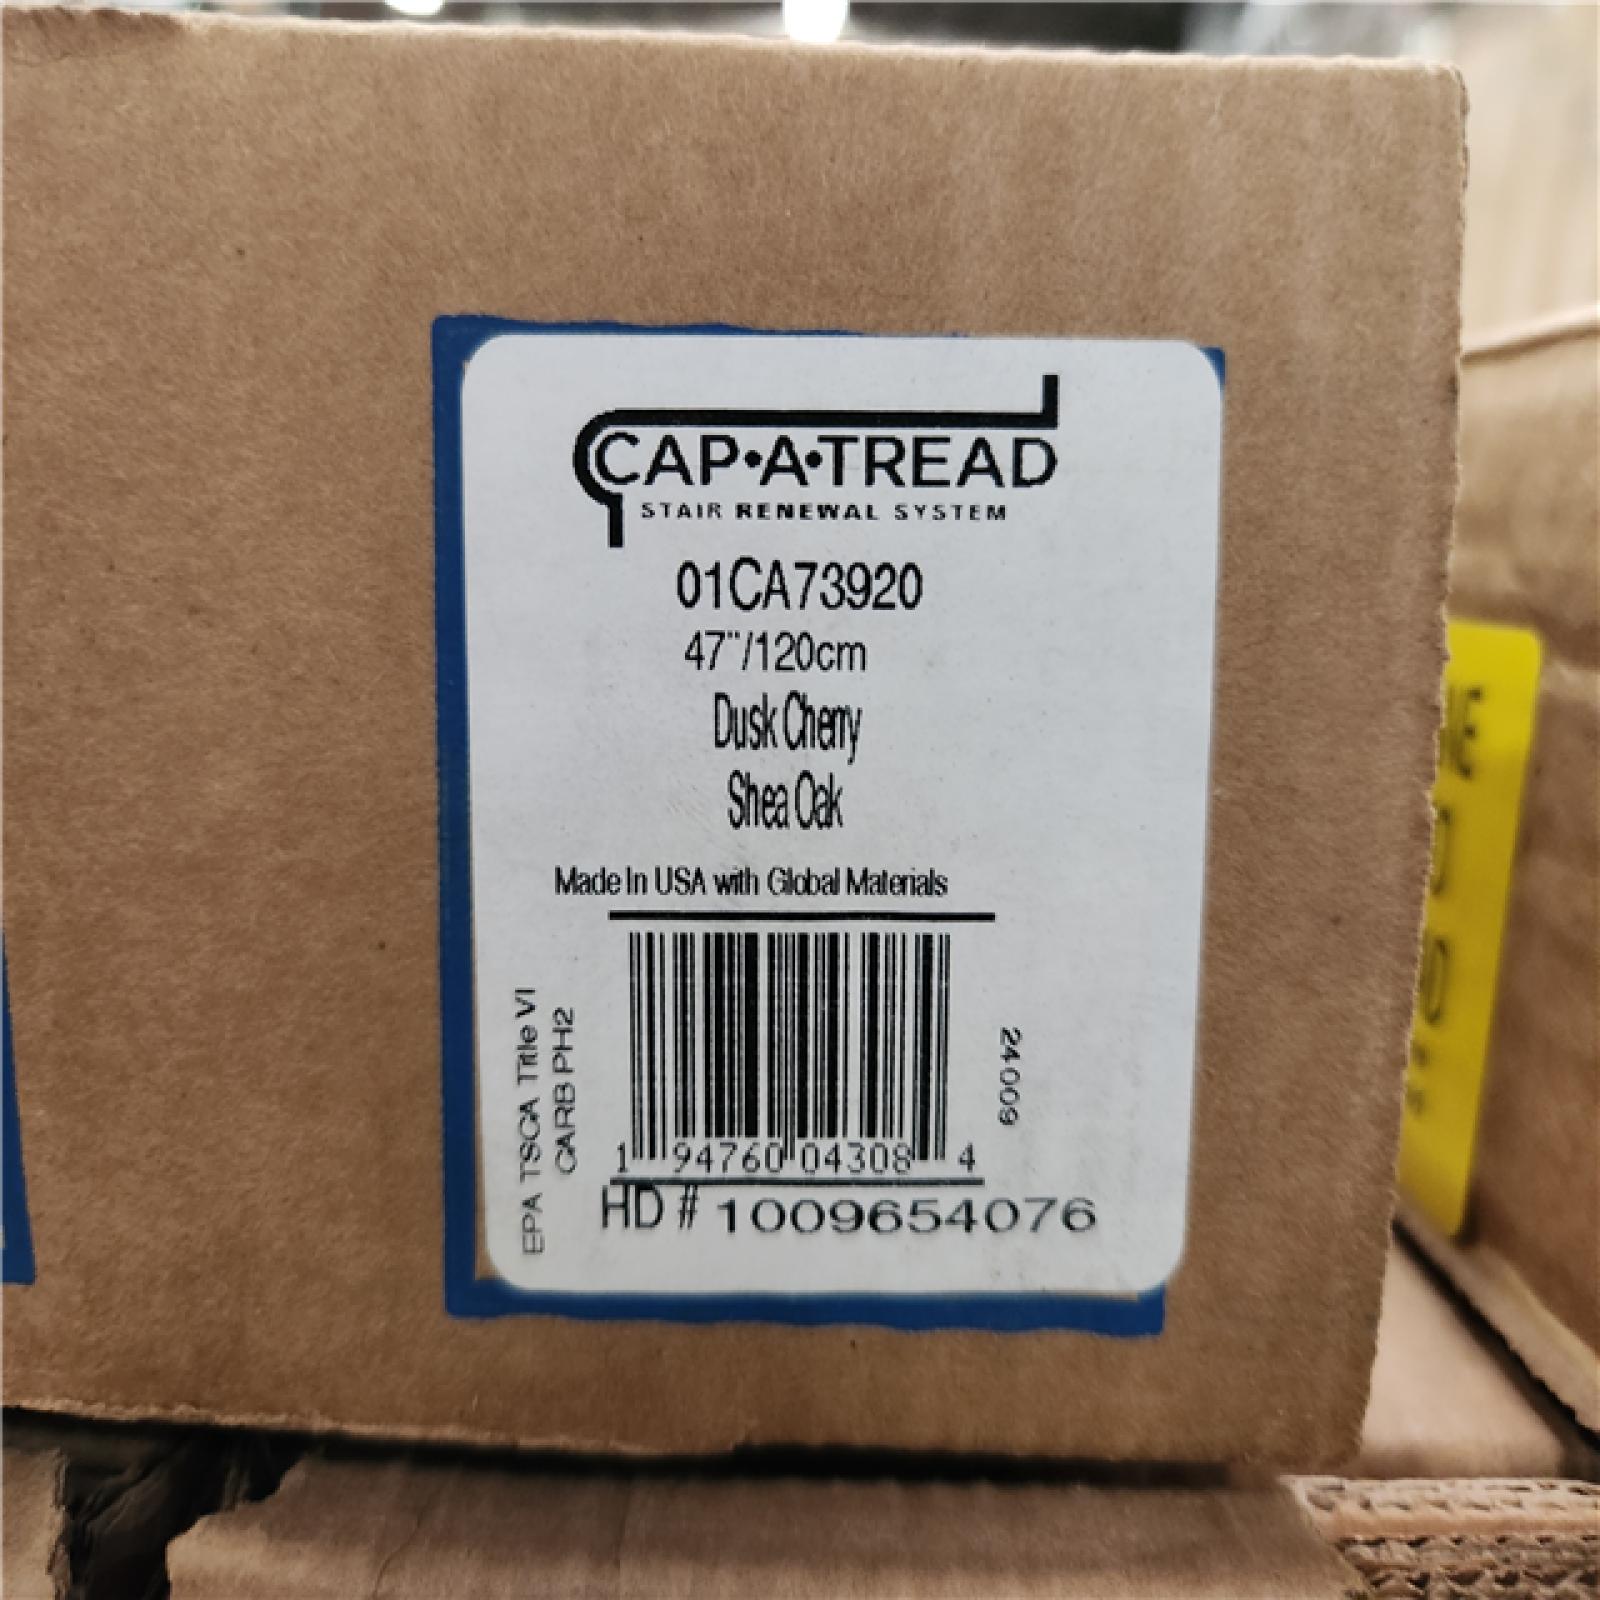 CAP•A•TREAD
STAIR RENEWAL SYSTEM
01CA73920
47"/120cm
Dusk Cherry
Shea Oak
Made In USA with Global Materials
EPA TSCA Title VI
CARB PH2
24009
1 94760 04308 4
HD # 1009654076